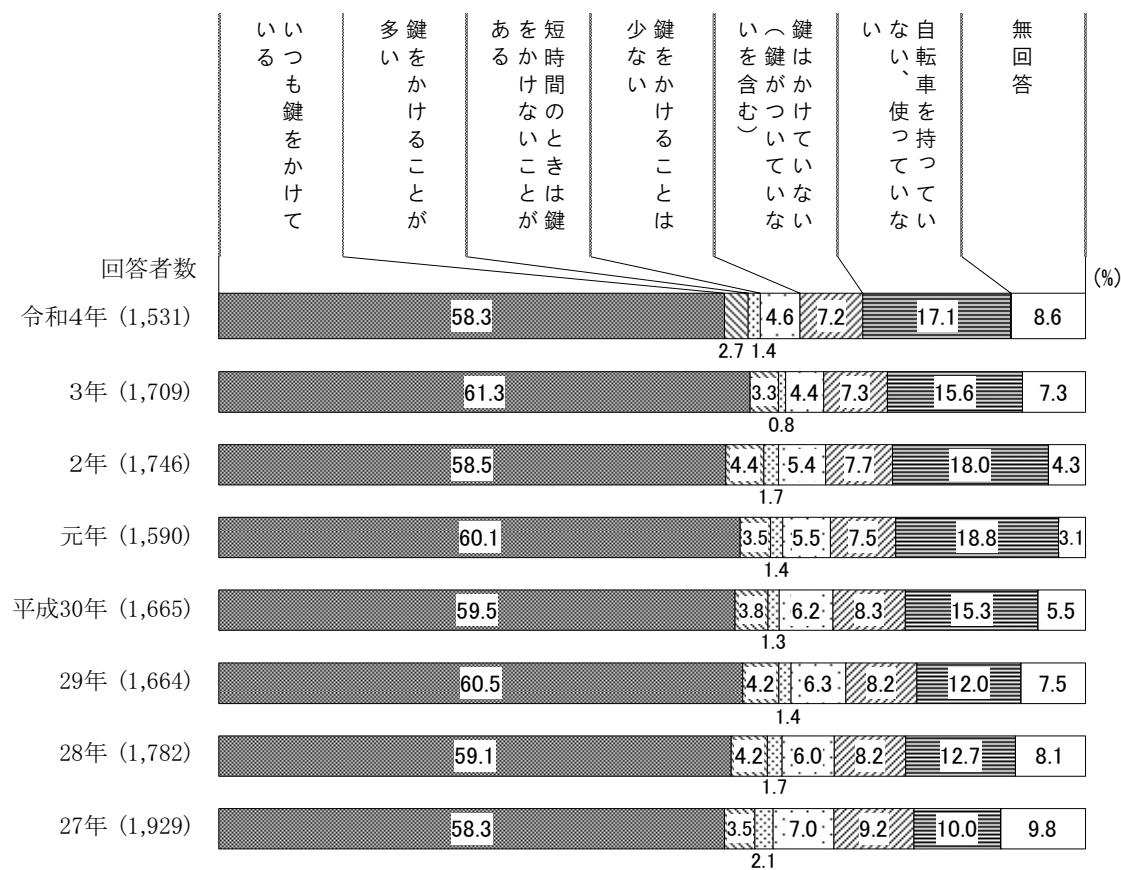 いつも鍵をかけて
いる
鍵をかけることが
多い
短時間のときは鍵
をかけないことが
ある
鍵をかけることは
少ない
鍵はかけていない
（鍵がついていな
いを含む）
自転車を持ってい
ない、使っていな
い
無回答
回答者数
(%)
令和4年 (1,531)
58.3
4.6
7.2
17.1
8.6
2.7
1.4
3年 (1,709)
61.3
3.3
4.4
7.3
15.6
7.3
0.8
2年 (1,746)
58.5
4.4
5.4
7.7
18.0
4.3
1.7
元年 (1,590)
60.1
3.5
5.5
7.5
18.8
3.1
1.4
平成30年 (1,665)
59.5
3.8
6.2
8.3
15.3
5.5
1.3
29年 (1,664)
60.5
4.2
6.3
8.2
12.0
7.5
1.4
28年 (1,782)
59.1
4.2
6.0
8.2
12.7
8.1
1.7
27年 (1,929)
58.3
3.5
7.0
9.2
10.0
9.8
2.1